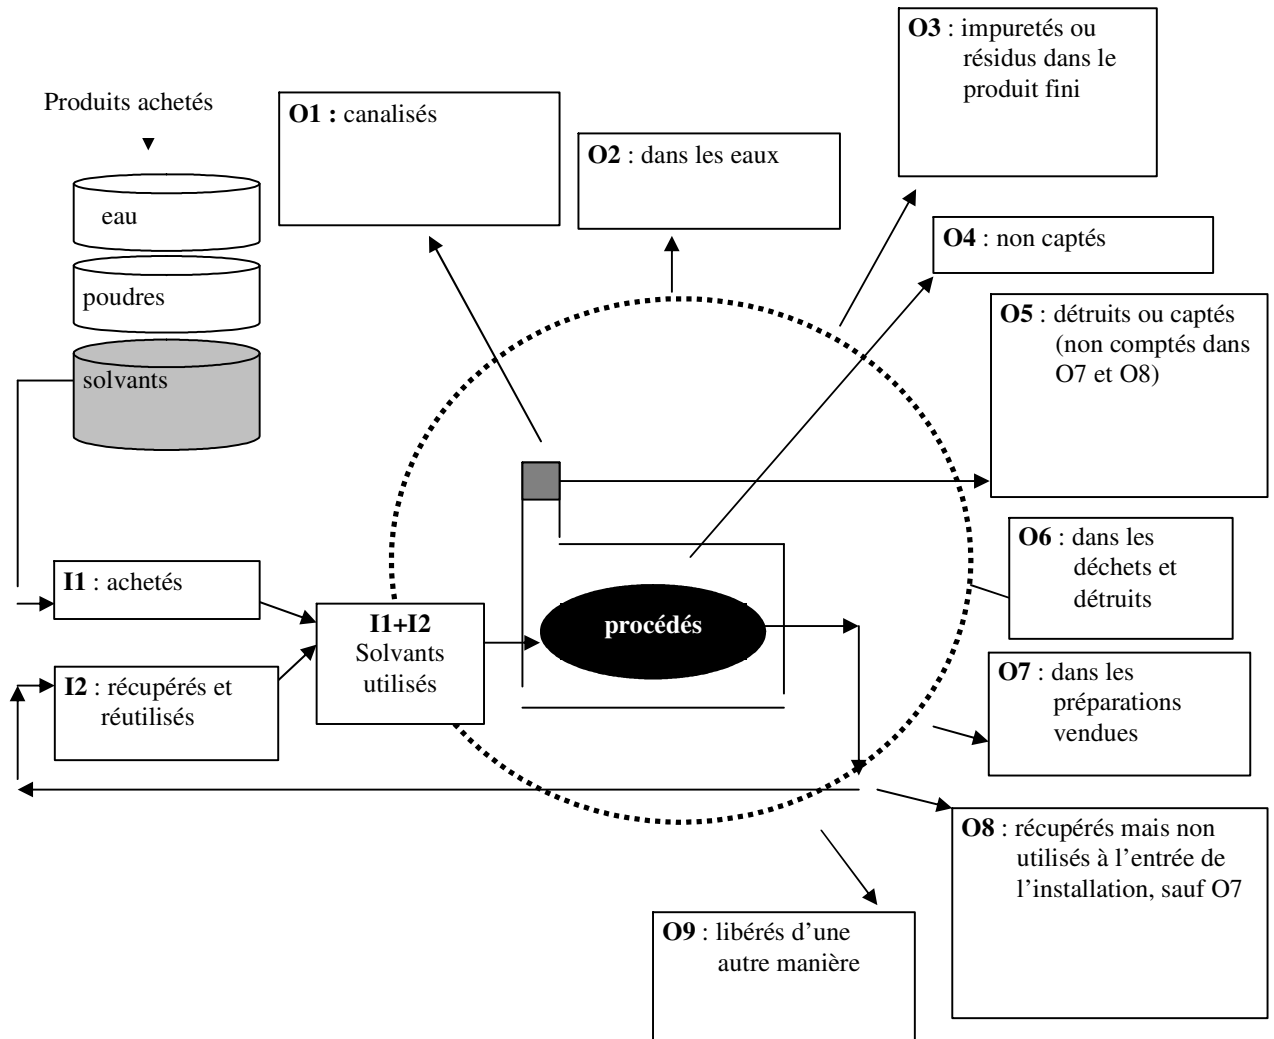 Produits achetés
eau
poudres
solvants
O1 : canalisés
O2 : dans les eaux
O3 : impuretés ou
résidus dans le
produit fini
O4 : non captés
O5 : détruits ou captés
(non comptés dans
O7 et O8)
O6 : dans les
déchets et
détruits
I1 : achetés
I2 : récupérés et
réutilisés
I1+I2
Solvants
utilisés
procédés
O7 : dans les
préparations
vendues
O8 : récupérés mais non
utilisés à l’entrée de
l’installation, sauf O7
O9 : libérés d’une
autre manière